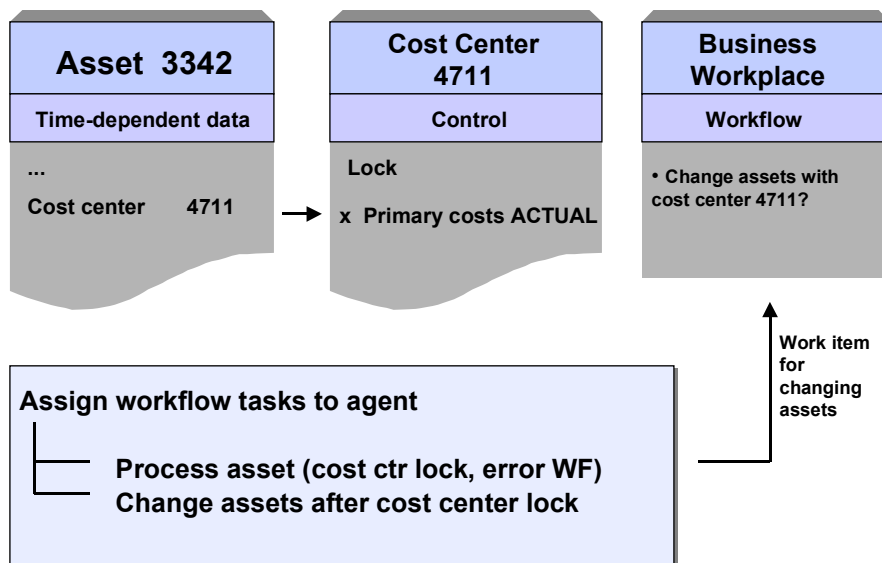 Asset 3342
Time-dependent data
...
Cost center 4711
Cost Center
4711
Control
Lock
x Primary costs ACTUAL
Business
Workplace
Workflow
• Change assets with
cost center 4711?
Work item
for
changing
assets
Assign workflow tasks to agent
Process asset (cost ctr lock, error WF)
Change assets after cost center lock